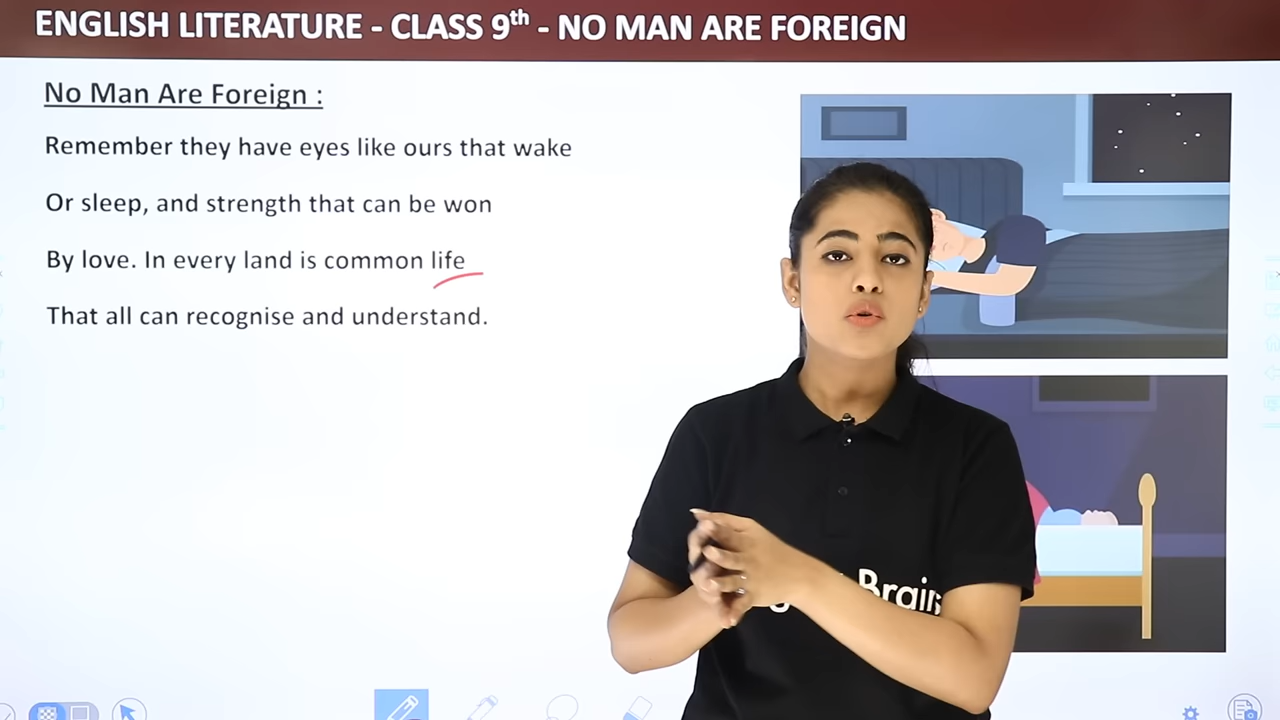 ENGLISH LITERATURE - CLASS 9th - NO MAN ARE FOREIGN
No Man Are Foreign :
Remember they have eyes like ours that wake
Or sleep, and strength that can be won
By love. In every land is common life
That all can recognise and understand.
Brain